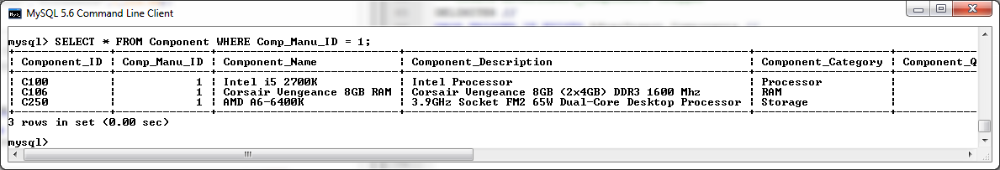 MySQL 5.6 Command Line Client
mysql> SELECT * FROM Component WHERE Comp_Manu_ID = 1;
| Component_ID | Comp_Manu_ID | Component_Name | Component_Description | Component_Category | Component_Q
| C100 | 1 | Intel i5 2700K | Intel Processor | Processor |
| C106 | 1 | Corsair Vengeance 8GB RAM | Corsair Vengeance 8GB (2x4GB) DDR3 1600 Mhz | RAM |
| C250 | 1 | AMD A6-6400K | 3.9GHz Socket FM2 65W Dual-Core Desktop Processor | Storage |
3 rows in set (0.00 sec)
mysql>